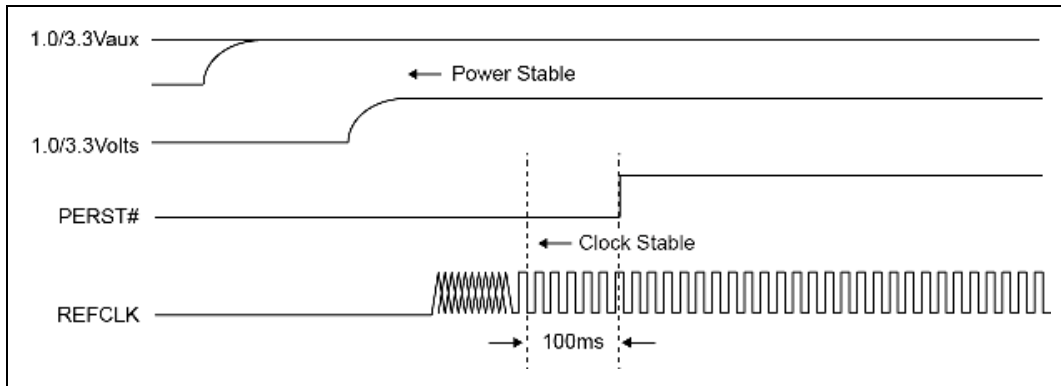 1.0/3.3Vaux
Power Stable
1.0/3.3Volts
PERST#
Clock Stable
REFCLK
100ms